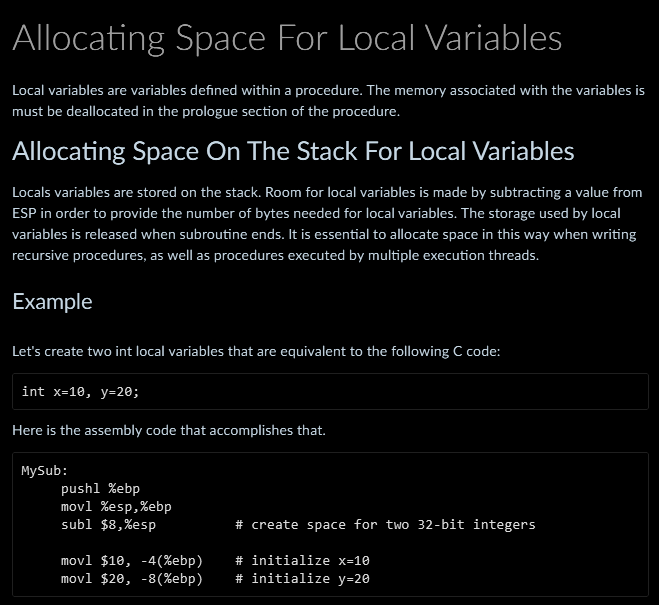 Allocating Space For Local Variables
Local variables are variables defined within a procedure. The memory associated with the variables is
must be deallocated in the prologue section of the procedure.
Allocating Space On The Stack For Local Variables
Locals variables are stored on the stack. Room for local variables is made by subtracting a value from
ESP in order to provide the number of bytes needed for local variables. The storage used by local
variables is released when subroutine ends. It is essential to allocate space in this way when writing
recursive procedures, as well as procedures executed by multiple execution threads.
Example
Let's create two int local variables that are equivalent to the following C code:
int x=10, y=20;
Here is the assembly code that accomplishes that.
MySub:
pushl %ebp
movl %esp,%ebp
subl $8,%esp # create space for two 32-bit integers
movl $10, -4(%ebp) # initialize x=10
movl $20, -8(%ebp) # initialize y=20